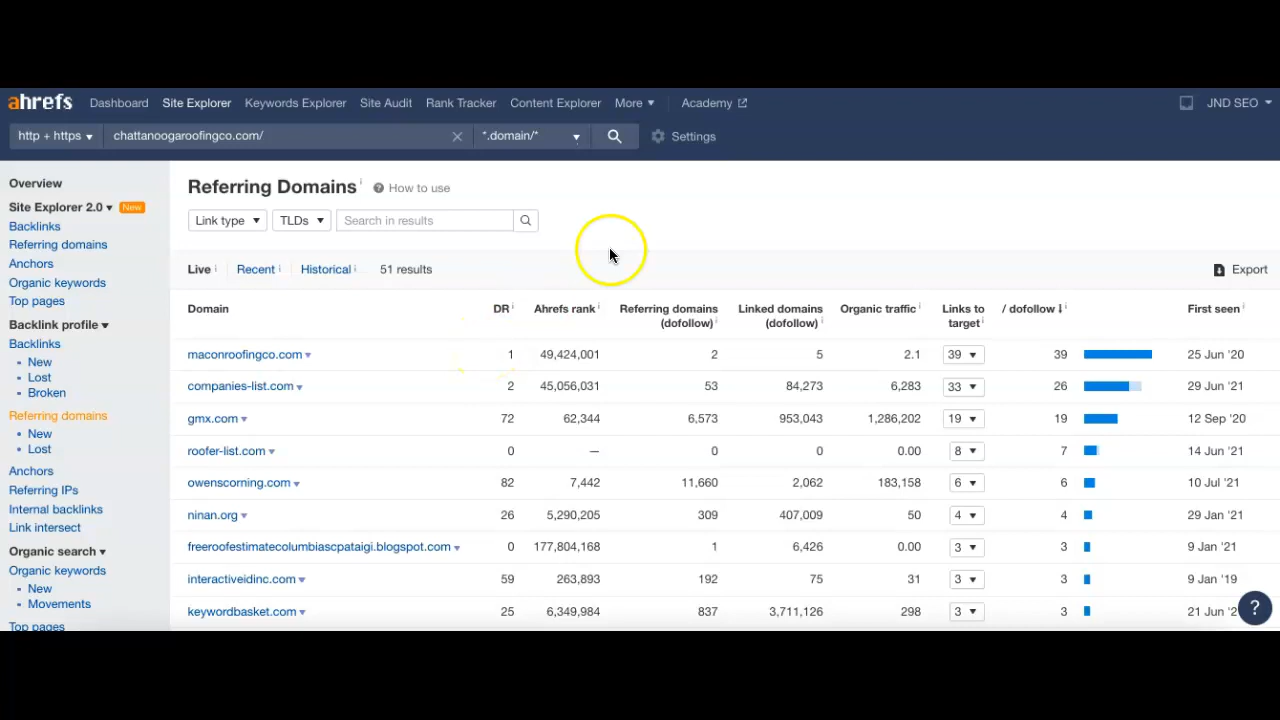 ahrefs Dashboard Site Explorer Keywords Explorer Site Audit Rank Tracker Content Explorer More Academy JND SEO
http + https chattanoogaroofingco.com/ *.domain/* Settings
Overview
Site Explorer 2.0 New
Backlinks
Referring domains
Anchors
Organic keywords
Top pages
Backlink profile
Backlinks
New
Lost
Broken
Referring domains
New
Lost
Anchors
Referring IPs
Internal backlinks
Link intersect
Organic search
Organic keywords
New
Movements
Top pages
Referring Domains i ? How to use
Link type TLDs Search in results
Live i Recent i Historical i 51 results Export
Domain DR i Ahrefs rank i Referring domains (dofollow) i Linked domains (dofollow) i Organic traffic i Links to target i / dofollow ↓ i First seen i
maconroofingco.com 1 49,424,001 2 5 2.1 39 39 25 Jun '20
companies-list.com 2 45,056,031 53 84,273 6,283 33 26 29 Jun '21
gmx.com 72 62,344 6,573 953,043 1,286,202 19 19 12 Sep '20
roofer-list.com 0 — 0 0 0.00 8 7 14 Jun '21
owenscorning.com 82 7,442 11,660 2,062 183,158 6 6 10 Jul '21
ninan.org 26 5,290,205 309 407,009 50 4 4 29 Jan '21
freeroofestimatecolumbiascpataigi.blogspot.com 0 177,804,168 1 6,426 0.00 3 3 9 Jan '21
interactiveidinc.com 59 263,893 192 75 31 3 3 9 Jan '19
keywordbasket.com 25 6,349,984 837 3,711,126 298 3 3 21 Jun
?